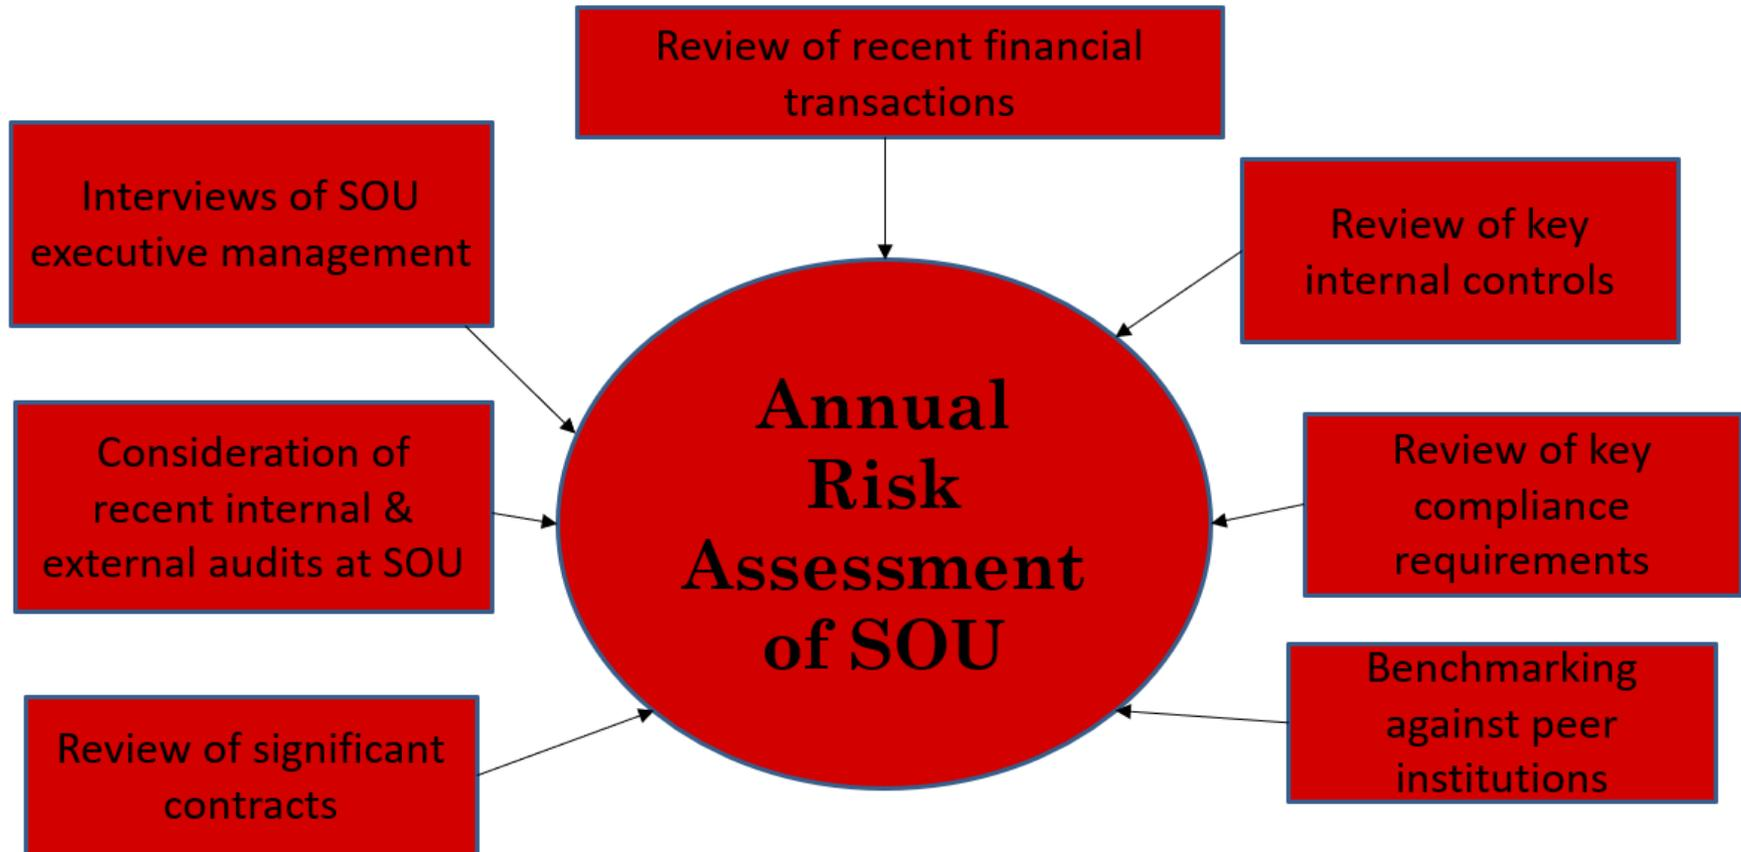 Review of recent financial
transactions
Interviews of SOU
executive management
Review of key
internal controls
Annual
Risk
Assessment
of SOU
Consideration of
recent internal &
external audits at SOU
Review of key
compliance
requirements
Review of significant
contracts
Benchmarking
against peer
institutions